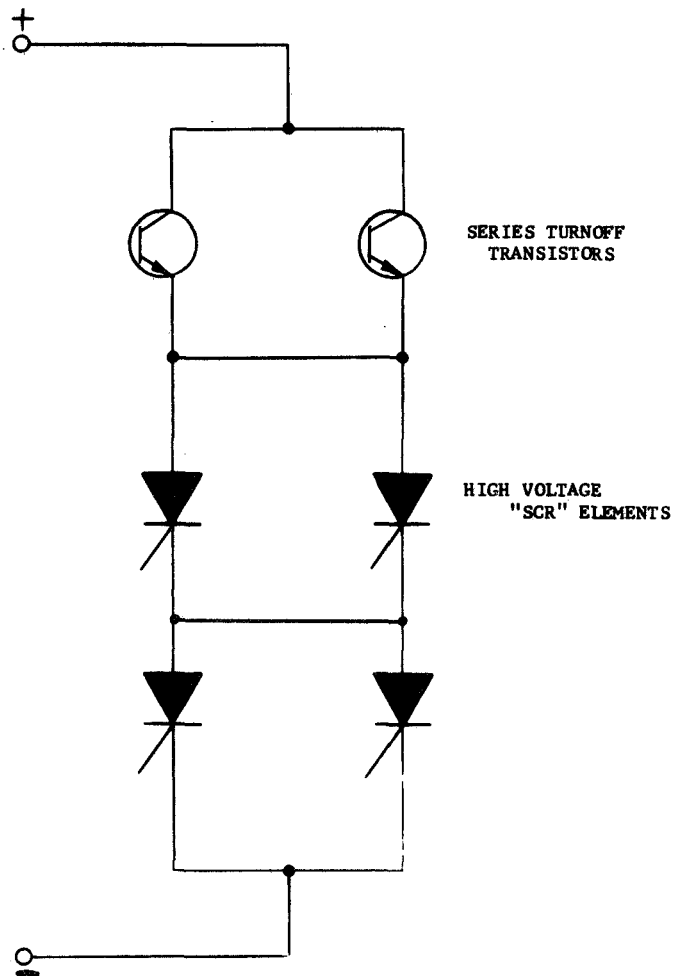 +
SERIES TURNOFF
TRANSISTORS
HIGH VOLTAGE
"SCR" ELEMENTS
-